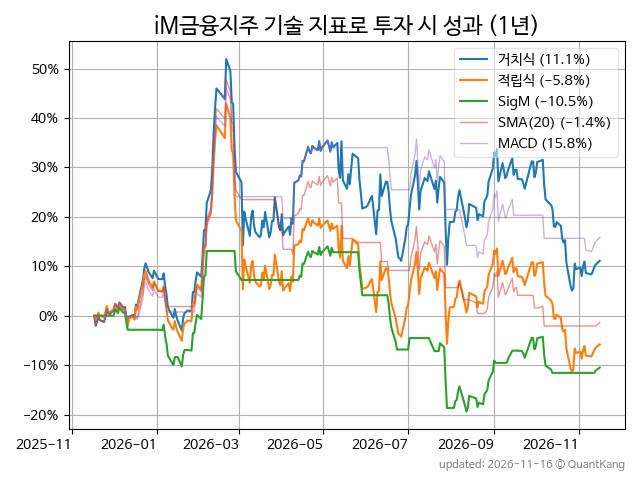 iM금융지주 기술 지표로 투자 시 성과 (1년)
거치식 (11.1%)
적립식 (−5.8%)
SigM (−10.5%)
SMA(20) (−1.4%)
MACD (15.8%)
50%
40%
30%
20%
10%
0%
−10%
−20%
2025-11 2026-01 2026-03 2026-05 2026-07 2026-09 2026-11
updated: 2026-11-16 © QuantKang